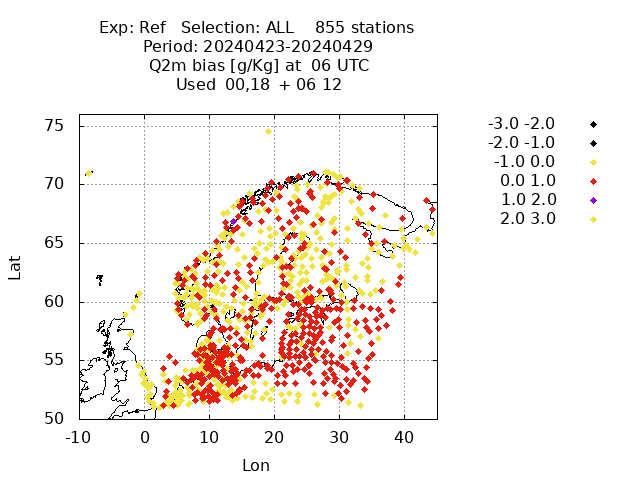 Exp: Ref Selection: ALL 855 stations
Period: 20240423-20240429
Q2m bias [g/Kg] at 06 UTC
Used 00,18 + 06 12
75
70
65
60
55
50
Lat
-10 0 10 20 30 40
Lon
-3.0 -2.0
-2.0 -1.0
-1.0 0.0
0.0 1.0
1.0 2.0
2.0 3.0